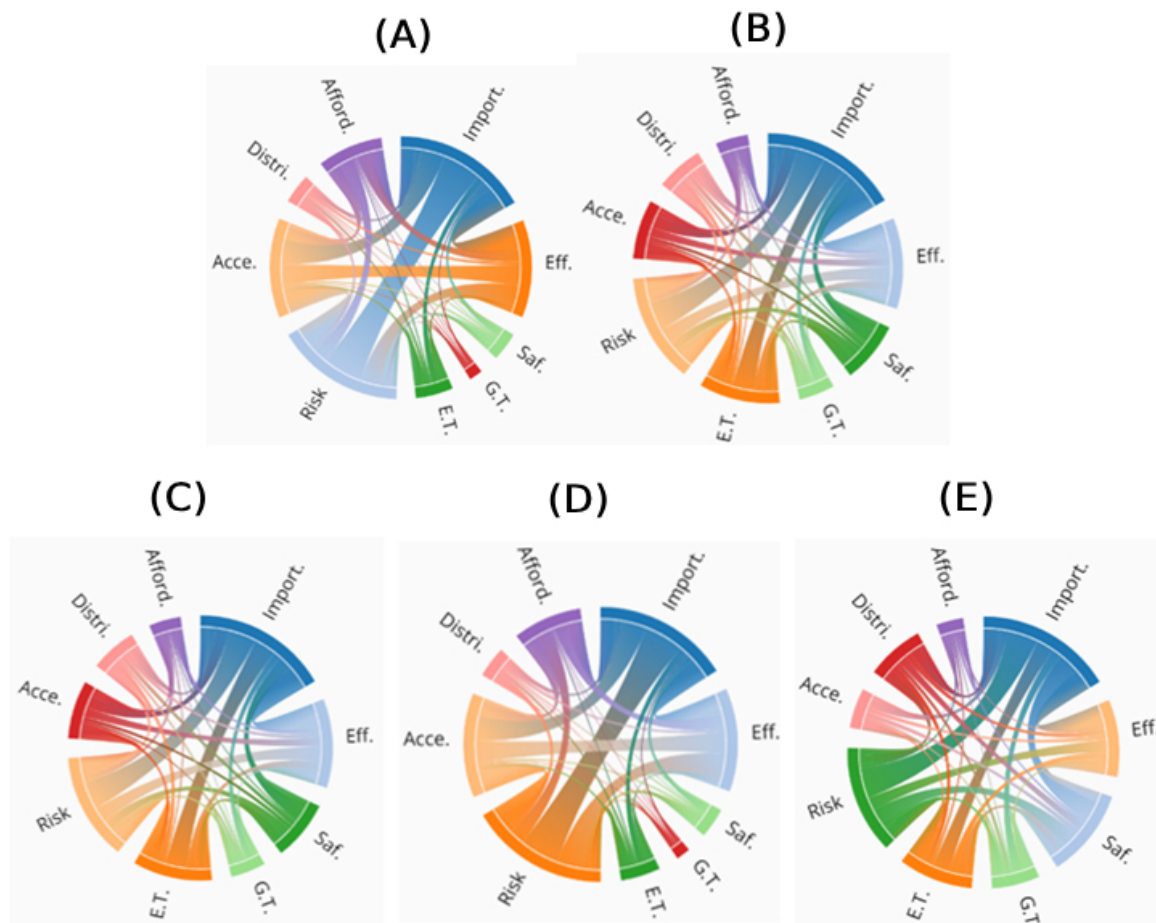 (A)
Afford.
Import.
Distri.
Acce.
Eff.
Risk
Saf.
G.T.
E.T.
(B)
Afford.
Import.
Distri.
Acce.
Eff.
Risk
Saf.
G.T.
E.T.
(C)
Afford.
Import.
Distri.
Acce.
Eff.
Risk
Saf.
G.T.
E.T.
(D)
Afford.
Import.
Distri.
Acce.
Eff.
Risk
Saf.
G.T.
E.T.
(E)
Afford.
Import.
Distri.
Acce.
Eff.
Risk
Saf.
G.T.
E.T.